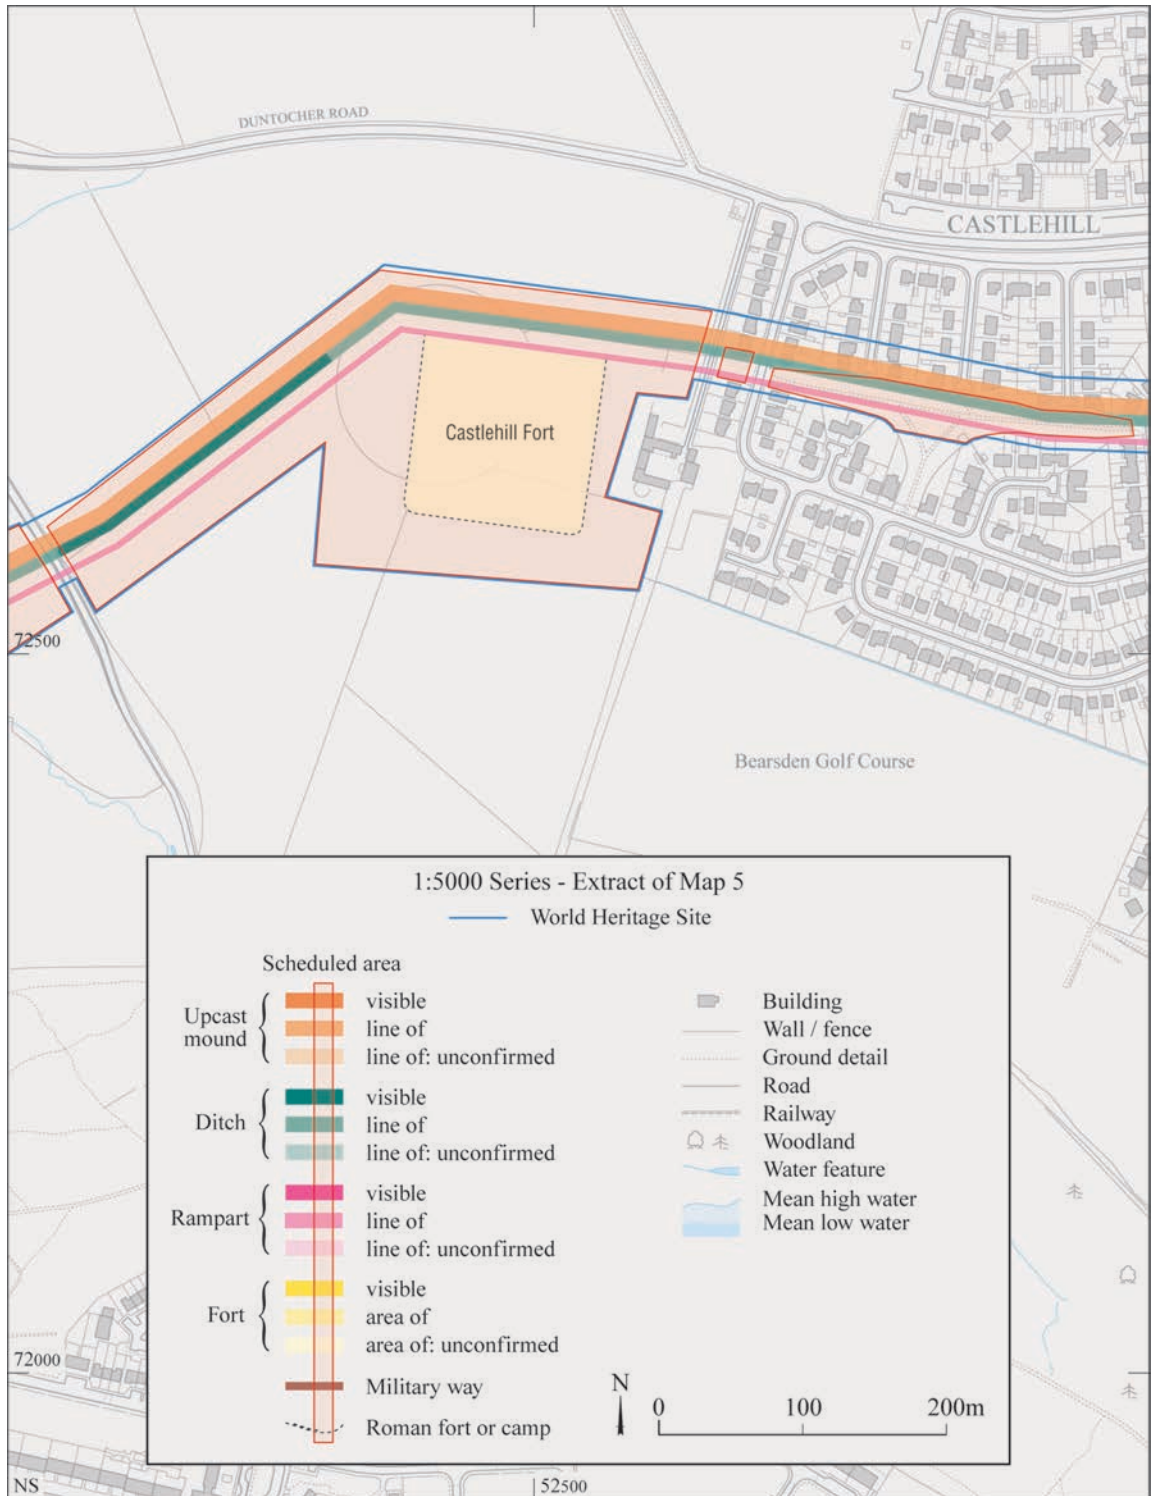 DUNTOCHER ROAD
CASTLEHILL
Castlehill Fort
72500
Bearsden Golf Course
1:5000 Series - Extract of Map 5
World Heritage Site
Scheduled area
Upcast mound
visible
line of
line of: unconfirmed
Ditch
visible
line of
line of: unconfirmed
Rampart
visible
line of
line of: unconfirmed
Fort
visible
area of
area of: unconfirmed
Military way
Roman fort or camp
Building
Wall / fence
Ground detail
Road
Railway
Woodland
Water feature
Mean high water
Mean low water
N
0 100 200m
72000
NS
52500